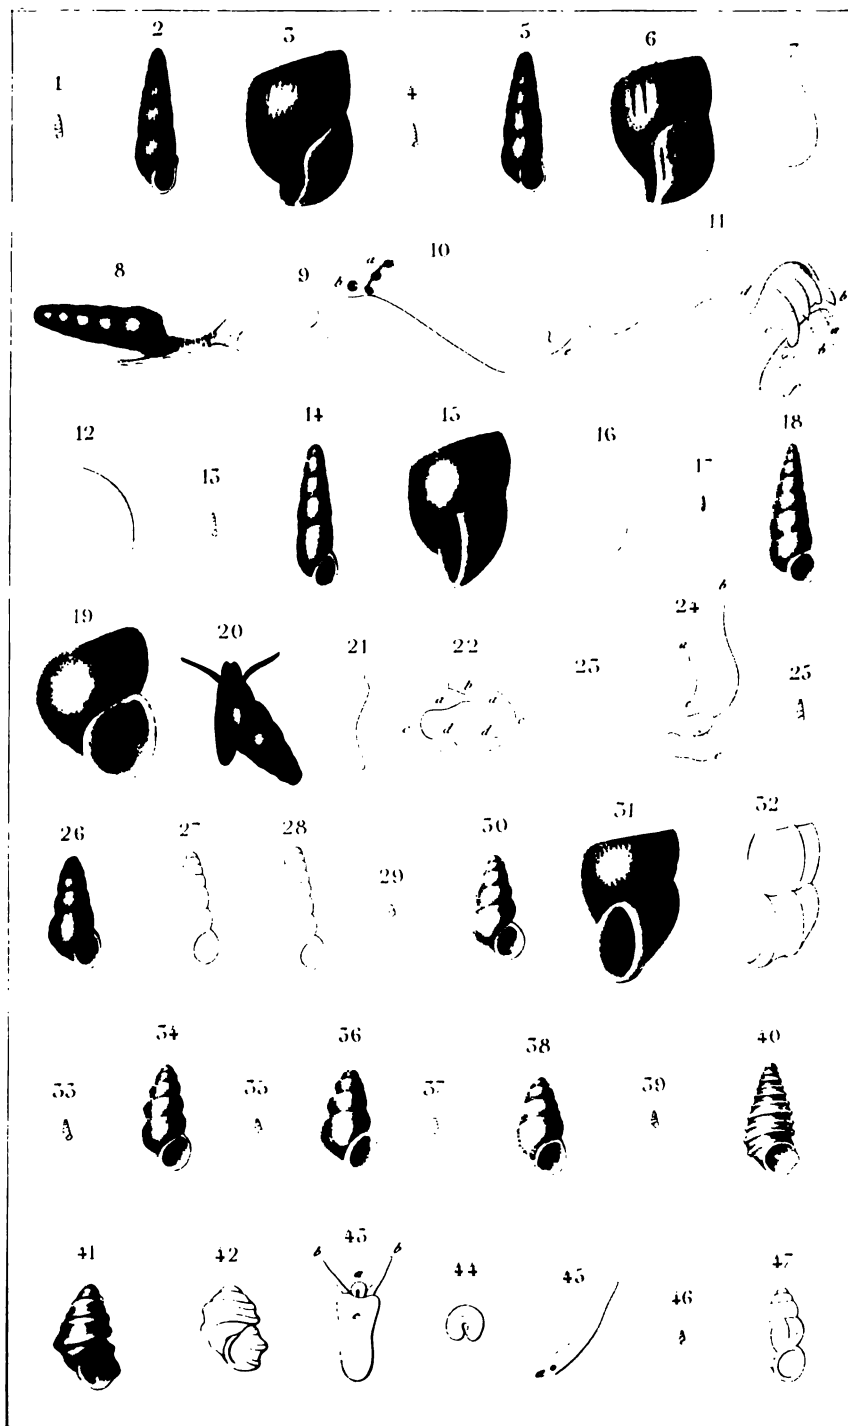 1 2 3 4 5 6 7
8 9 10 11
a b
c
d b a b c f
12 13 14 15 16 17 18
19 20 21 22 23 24 25
b
a
c
a b d c d d c
26 27 28 29 30 31 32
33 34 35 36 37 38 39 40
41 42 43 44 45 46 47
b a b
c
a